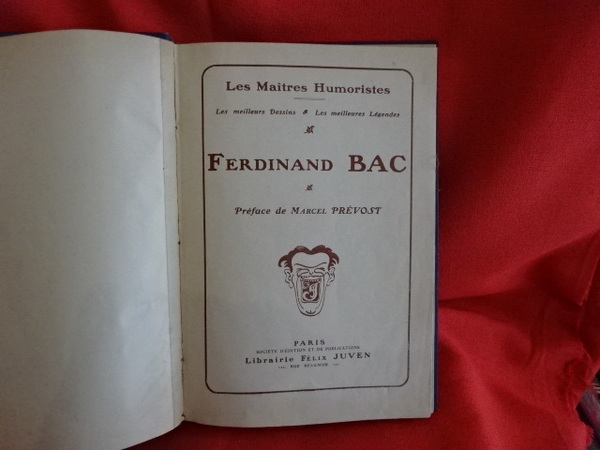 Les Maîtres Humoristes
Les meilleurs Dessins & Les meilleures Légendes
FERDINAND BAC
Préface de MARCEL PRÉVOST
PARIS
SOCIÉTÉ D'ÉDITION ET DE PUBLICATIONS
Librairie FÉLIX JUVEN
RUE RÉAUMUR